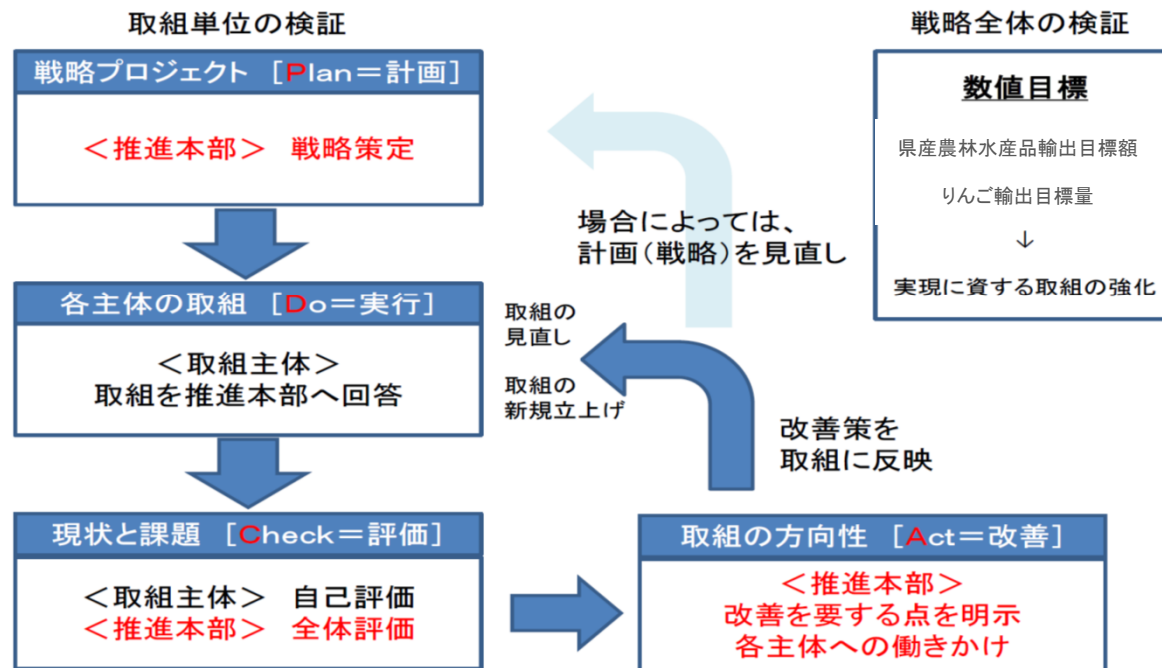 取組単位の検証
戦略プロジェクト [Plan=計画]
<推進本部> 戦略策定
各主体の取組 [Do=実行]
<取組主体>
取組を推進本部へ回答
現状と課題 [Check=評価]
<取組主体> 自己評価
<推進本部> 全体評価
取組の方向性 [Act=改善]
<推進本部>
改善を要する点を明示
各主体への働きかけ
改善策を
取組に反映
取組の
見直し
取組の
新規立上げ
場合によっては、
計画(戦略)を見直し
戦略全体の検証
数値目標
県産農林水産品輸出目標額
りんご輸出目標量
↓
実現に資する取組の強化